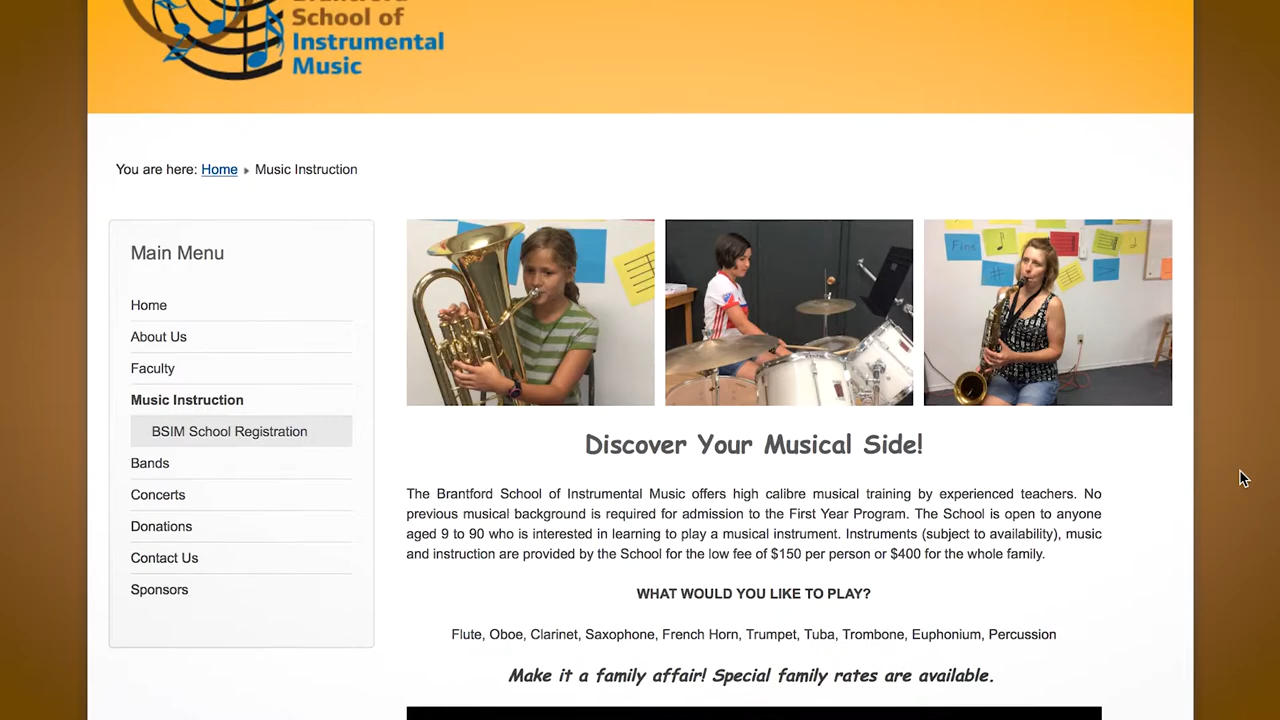 School of
Instrumental
Music
You are here: Home Music Instruction
Main Menu
Home
About Us
Faculty
Music Instruction
BSIM School Registration
Bands
Concerts
Donations
Contact Us
Sponsors
Fine
Discover Your Musical Side!
The Brantford School of Instrumental Music offers high calibre musical training by experienced teachers. No
previous musical background is required for admission to the First Year Program. The School is open to anyone
aged 9 to 90 who is interested in learning to play a musical instrument. Instruments (subject to availability), music
and instruction are provided by the School for the low fee of $150 per person or $400 for the whole family.
WHAT WOULD YOU LIKE TO PLAY?
Flute, Oboe, Clarinet, Saxophone, French Horn, Trumpet, Tuba, Trombone, Euphonium, Percussion
Make it a family affair! Special family rates are available.